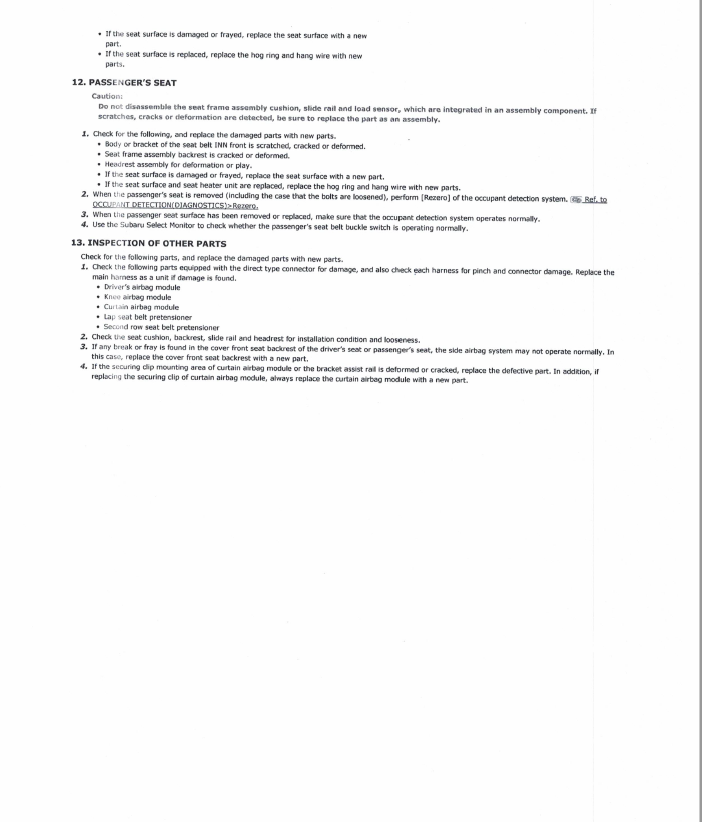 • If the seat surface is damaged or frayed, replace the seat surface with a new
part.
• If the seat surface is replaced, replace the hog ring and hang wire with new
parts.
12. PASSENGER'S SEAT
Caution:
Do not disassemble the seat frame assembly cushion, slide rail and load sensor, which are integrated in an assembly component. If
scratches, cracks or deformation are detected, be sure to replace the part as an assembly.
1. Check for the following, and replace the damaged parts with new parts.
• Body or bracket of the seat belt INN front is scratched, cracked or deformed.
• Seat frame assembly backrest is cracked or deformed.
• Headrest assembly for deformation or play.
• If the seat surface is damaged or frayed, replace the seat surface with a new part.
• If the seat surface and seat heater unit are replaced, replace the hog ring and hang wire with new parts.
2. When the passenger's seat is removed (including the case that the bolts are loosened), perform [Rezero] of the occupant detection system. Ref. to
OCCUPANT DETECTION(DIAGNOSTICS)>Rezero.
3. When the passenger seat surface has been removed or replaced, make sure that the occupant detection system operates normally.
4. Use the Subaru Select Monitor to check whether the passenger's seat belt buckle switch is operating normally.
13. INSPECTION OF OTHER PARTS
Check for the following parts, and replace the damaged parts with new parts.
1. Check the following parts equipped with the direct type connector for damage, and also check each harness for pinch and connector damage. Replace the
main harness as a unit if damage is found.
• Driver's airbag module
• Knee airbag module
• Curtain airbag module
• Lap seat belt pretensioner
• Second row seat belt pretensioner
2. Check the seat cushion, backrest, slide rail and headrest for installation condition and looseness.
3. If any break or fray is found in the cover front seat backrest of the driver's seat or passenger's seat, the side airbag system may not operate normally. In
this case, replace the cover front seat backrest with a new part.
4. If the securing clip mounting area of curtain airbag module or the bracket assist rail is deformed or cracked, replace the defective part. In addition, if
replacing the securing clip of curtain airbag module, always replace the curtain airbag module with a new part.